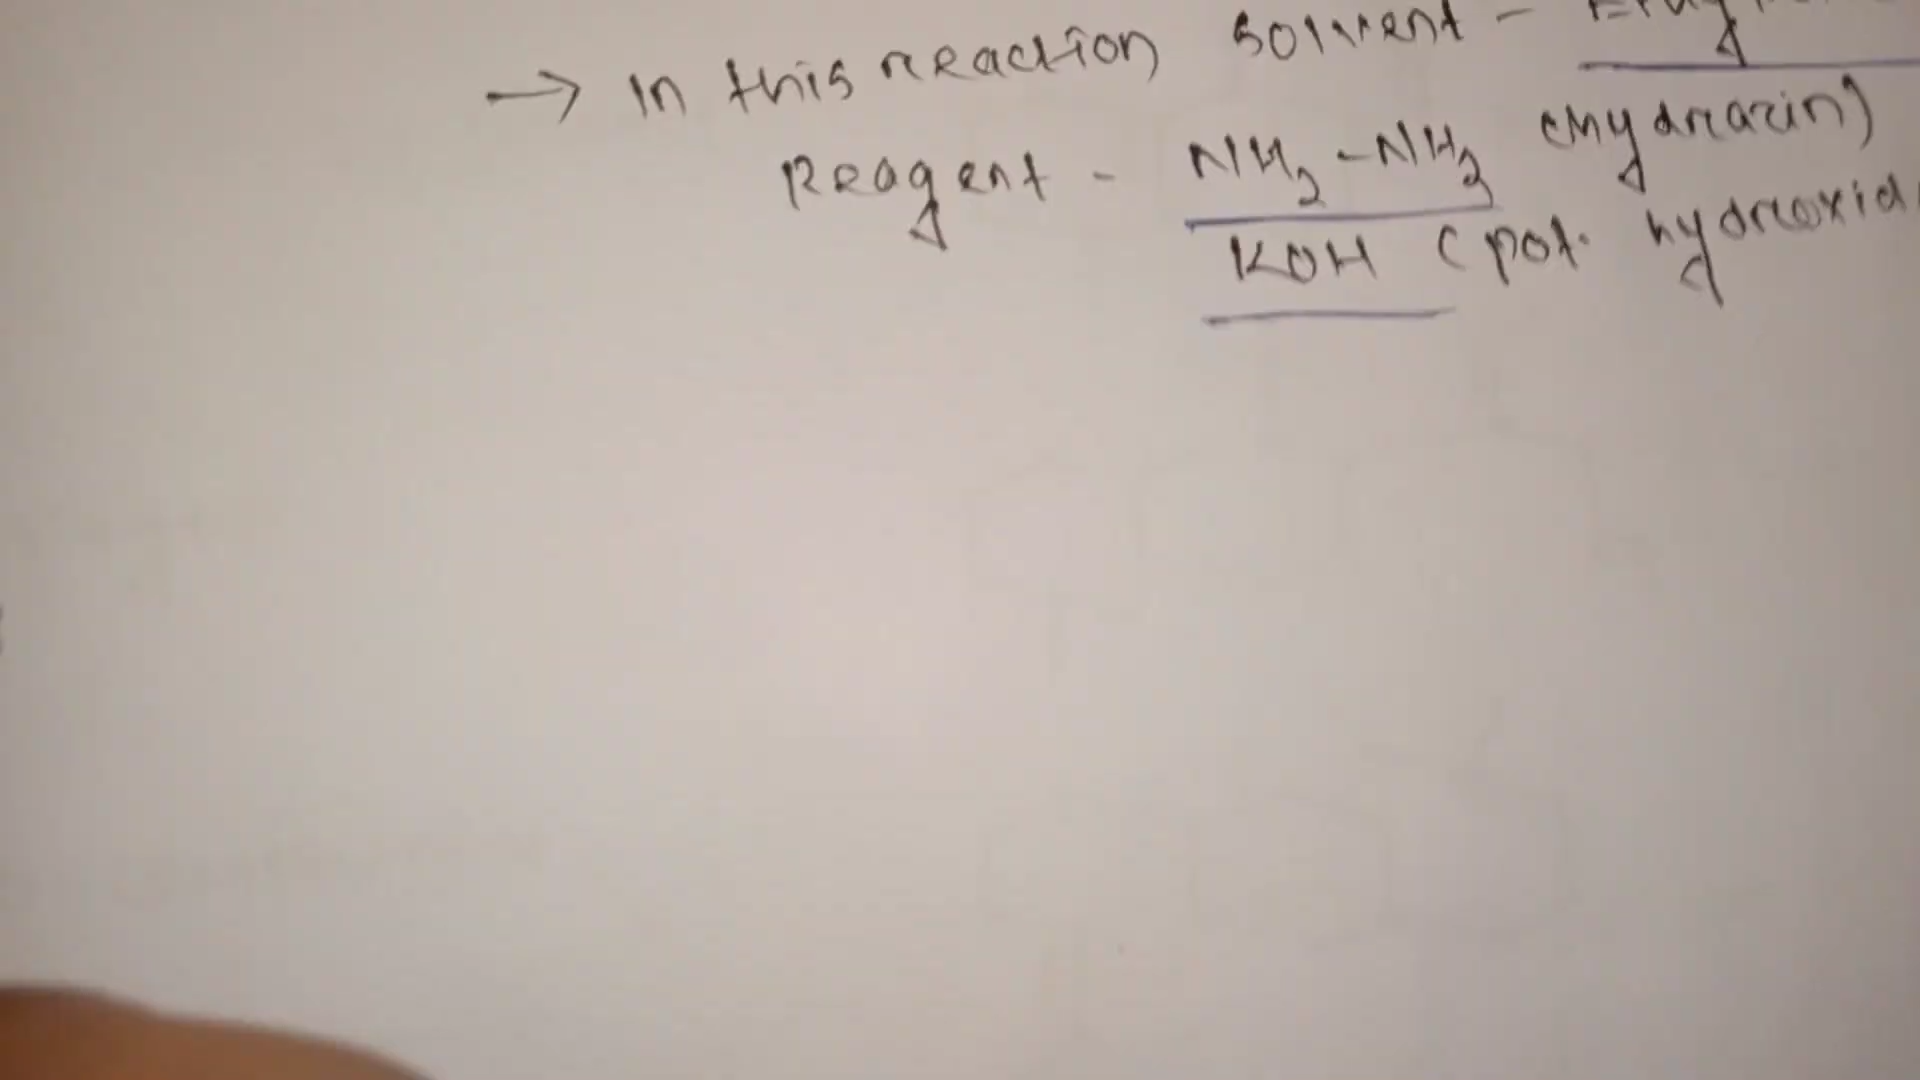 → In this reaction solvent -
Reagent - NH2-NH2 (Hydrazin)
KOH (pot. hydroxid